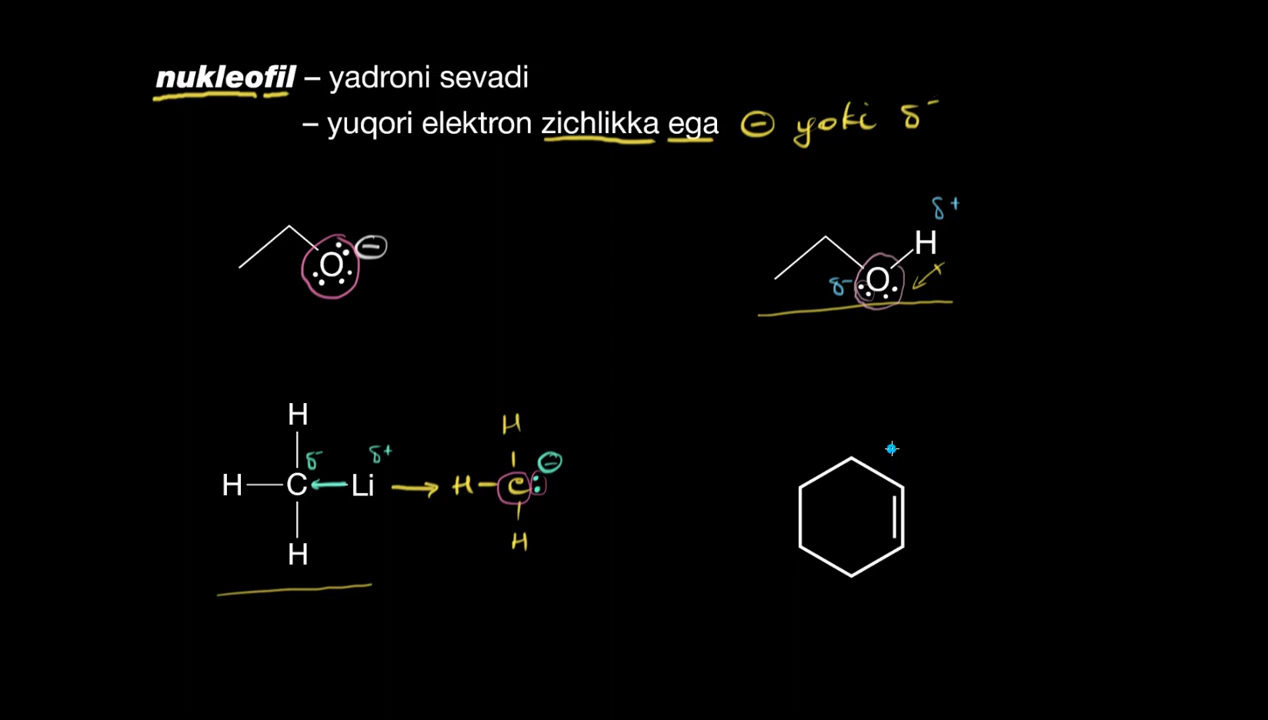 nukleofil – yadroni sevadi
– yuqori elektron zichlikka ega ⊖ yoki δ-
O ⊖
δ+
H
δ- O
H
δ- δ+
H C Li → H C : ⊖
H
H
H